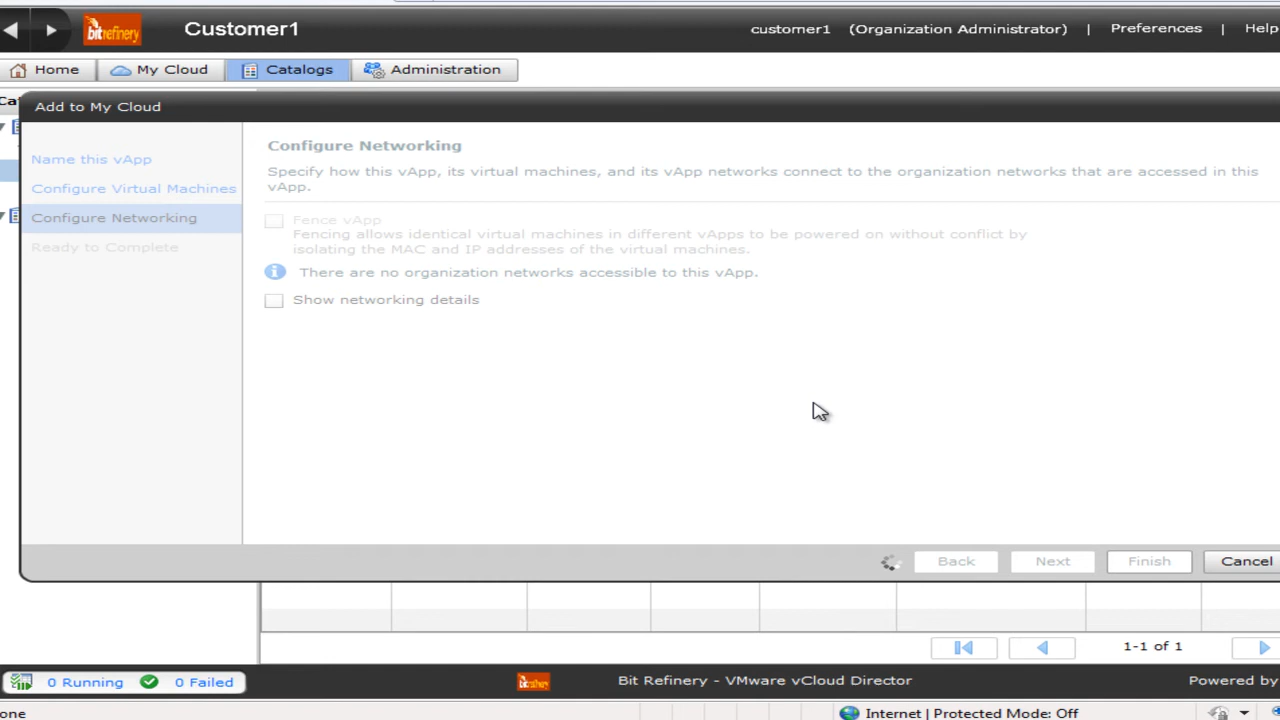 bitrefinery
Customer1
customer1 (Organization Administrator) | Preferences | Help
Home
My Cloud
Catalogs
Administration
Add to My Cloud
Name this vApp
Configure Virtual Machines
Configure Networking
Ready to Complete
Configure Networking
Specify how this vApp, its virtual machines, and its vApp networks connect to the organization networks that are accessed in this
vApp.
Fence vApp
Fencing allows identical virtual machines in different vApps to be powered on without conflict by
isolating the MAC and IP addresses of the virtual machines.
There are no organization networks accessible to this vApp.
Show networking details
Back
Next
Finish
Cancel
1-1 of 1
0 Running
0 Failed
Bit Refinery - VMware vCloud Director
Powered by
Internet | Protected Mode: Off